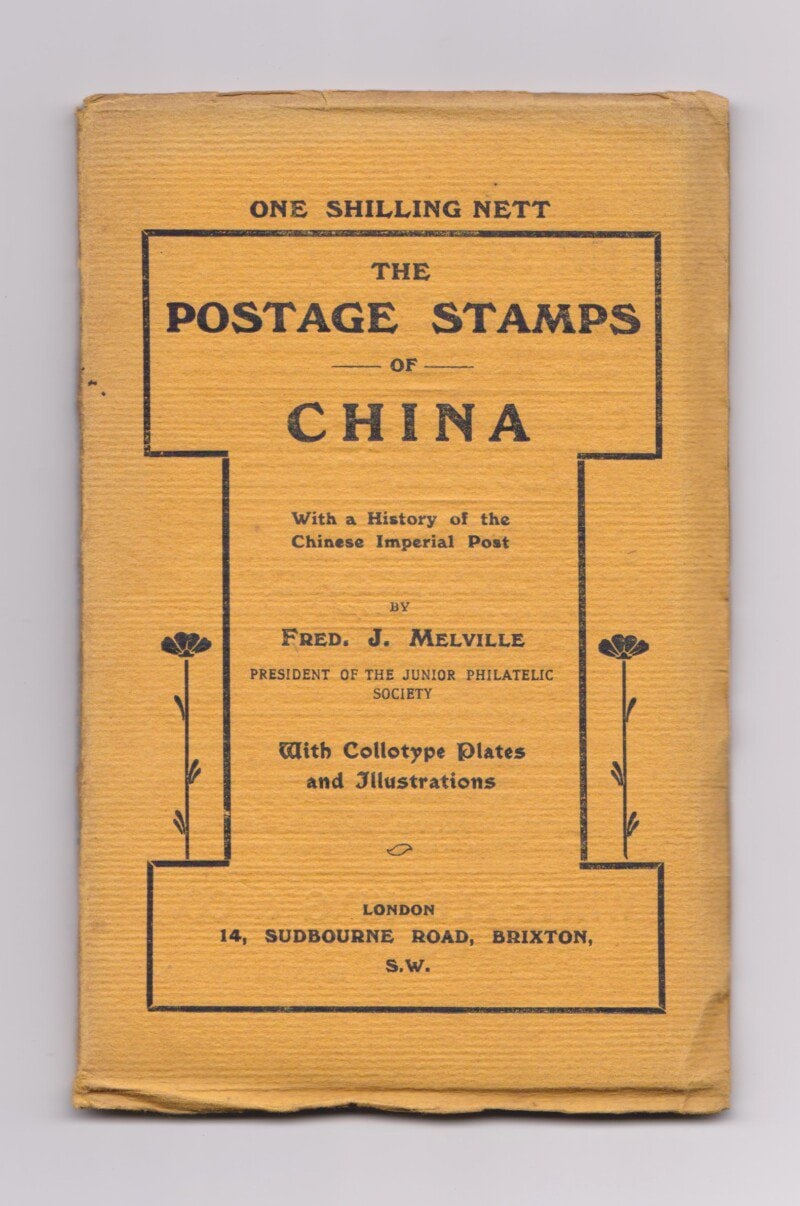 ONE SHILLING NETT
THE
POSTAGE STAMPS
OF
CHINA
With a History of the
Chinese Imperial Post
BY
FRED. J. MELVILLE
PRESIDENT OF THE JUNIOR PHILATELIC
SOCIETY
With Collotype Plates
and Illustrations
LONDON
14, SUDBOURNE ROAD, BRIXTON,
S.W.